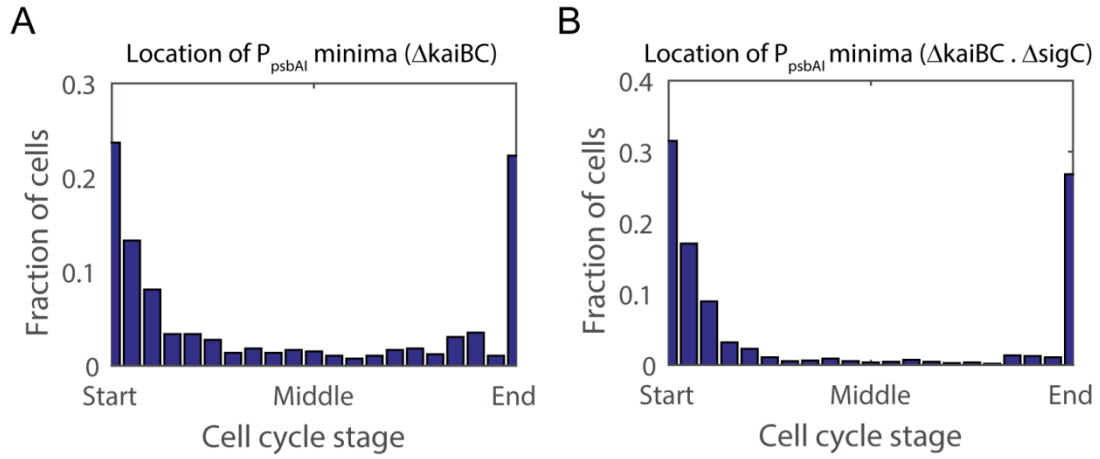 A
Location of PpsbAI minima (ΔkaiBC)
0.3
0.2
0.1
0
Fraction of cells
Start
Middle
End
Cell cycle stage
B
Location of PpsbAI minima (ΔkaiBC . ΔsigC)
0.4
0.3
0.2
0.1
0
Fraction of cells
Start
Middle
End
Cell cycle stage